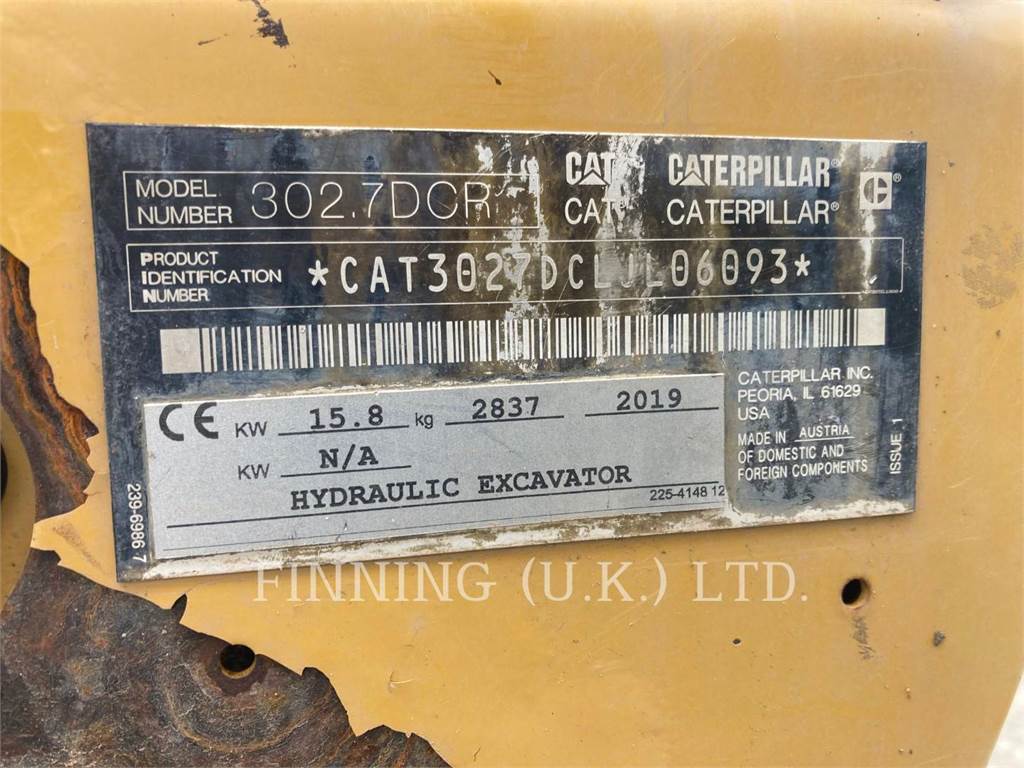 CAT CATERPILLAR®
MODEL NUMBER 302.7DCR CAT® CATERPILLAR®
PRODUCT IDENTIFICATION NUMBER *CAT3027DCLJL06093*
CE KW 15.8 kg 2837 2019
KW N/A
HYDRAULIC EXCAVATOR
225-4148 12
CATERPILLAR INC.
PEORIA, IL 61629
USA
MADE IN AUSTRIA
OF DOMESTIC AND
FOREIGN COMPONENTS
ISSUE 1
239-6986 7
FINNING (U.K.) LTD.